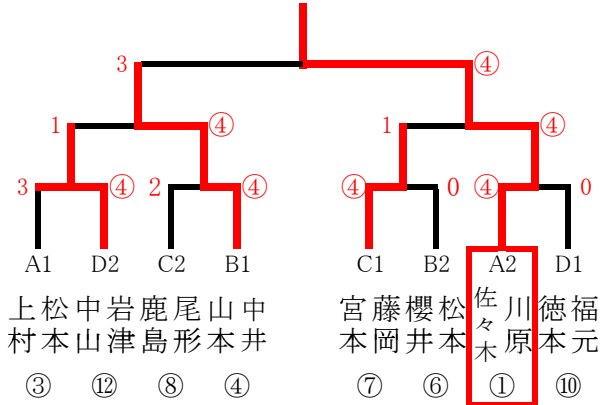 3
④
1
④
1
④
3
④
2
④
④
0
④
0
A1
D2
C2
B1
C1
B2
A2
D1
上村
松本
中山
岩津
鹿島
尾形
山本
中井
宮本
藤岡
櫻井
松本
佐々木
川原
徳本
福元
③
⑫
⑧
④
⑦
⑥
①
⑩